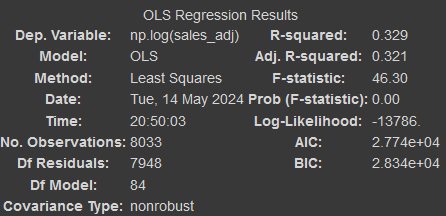 OLS Regression Results
Dep. Variable: np.log(sales_adj) R-squared: 0.329
Model: OLS Adj. R-squared: 0.321
Method: Least Squares F-statistic: 46.30
Date: Tue, 14 May 2024 Prob (F-statistic): 0.00
Time: 20:50:03 Log-Likelihood: -13786.
No. Observations: 8033 AIC: 2.774e+04
Df Residuals: 7948 BIC: 2.834e+04
Df Model: 84
Covariance Type: nonrobust